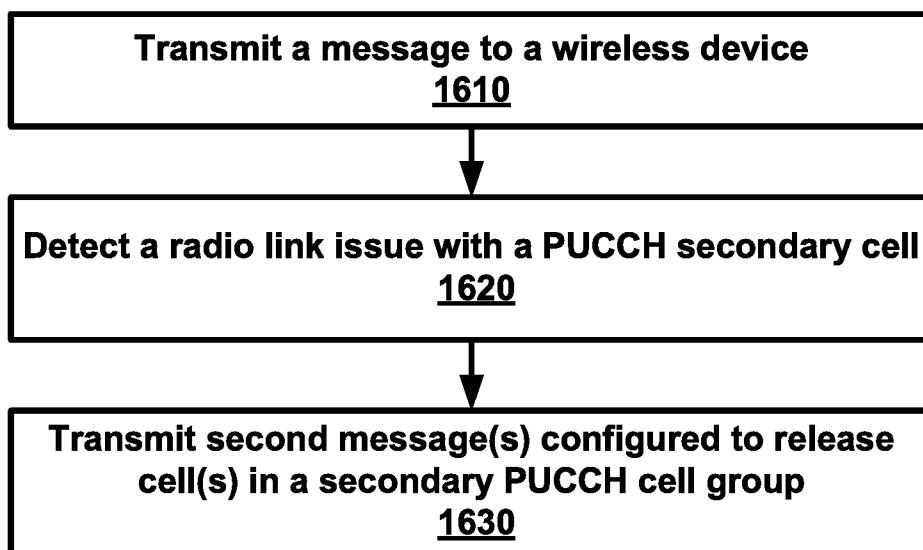 Transmit a message to a wireless device
1610
Detect a radio link issue with a PUCCH secondary cell
1620
Transmit second message(s) configured to release
cell(s) in a secondary PUCCH cell group
1630